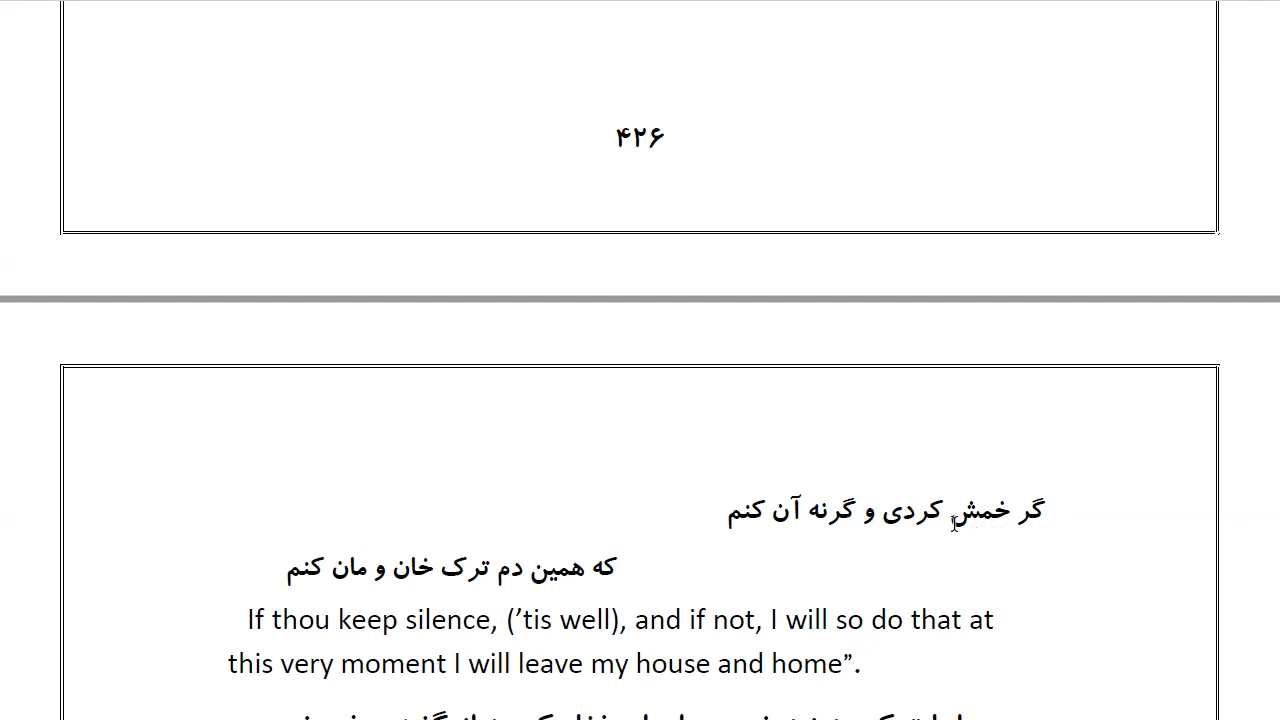 ۴۲۶
گر خمش کردی و گرنه آن کنم
که همین دم ترک خان و مان کنم
If thou keep silence, (’tis well), and if not, I will so do that at
this very moment I will leave my house and home”.